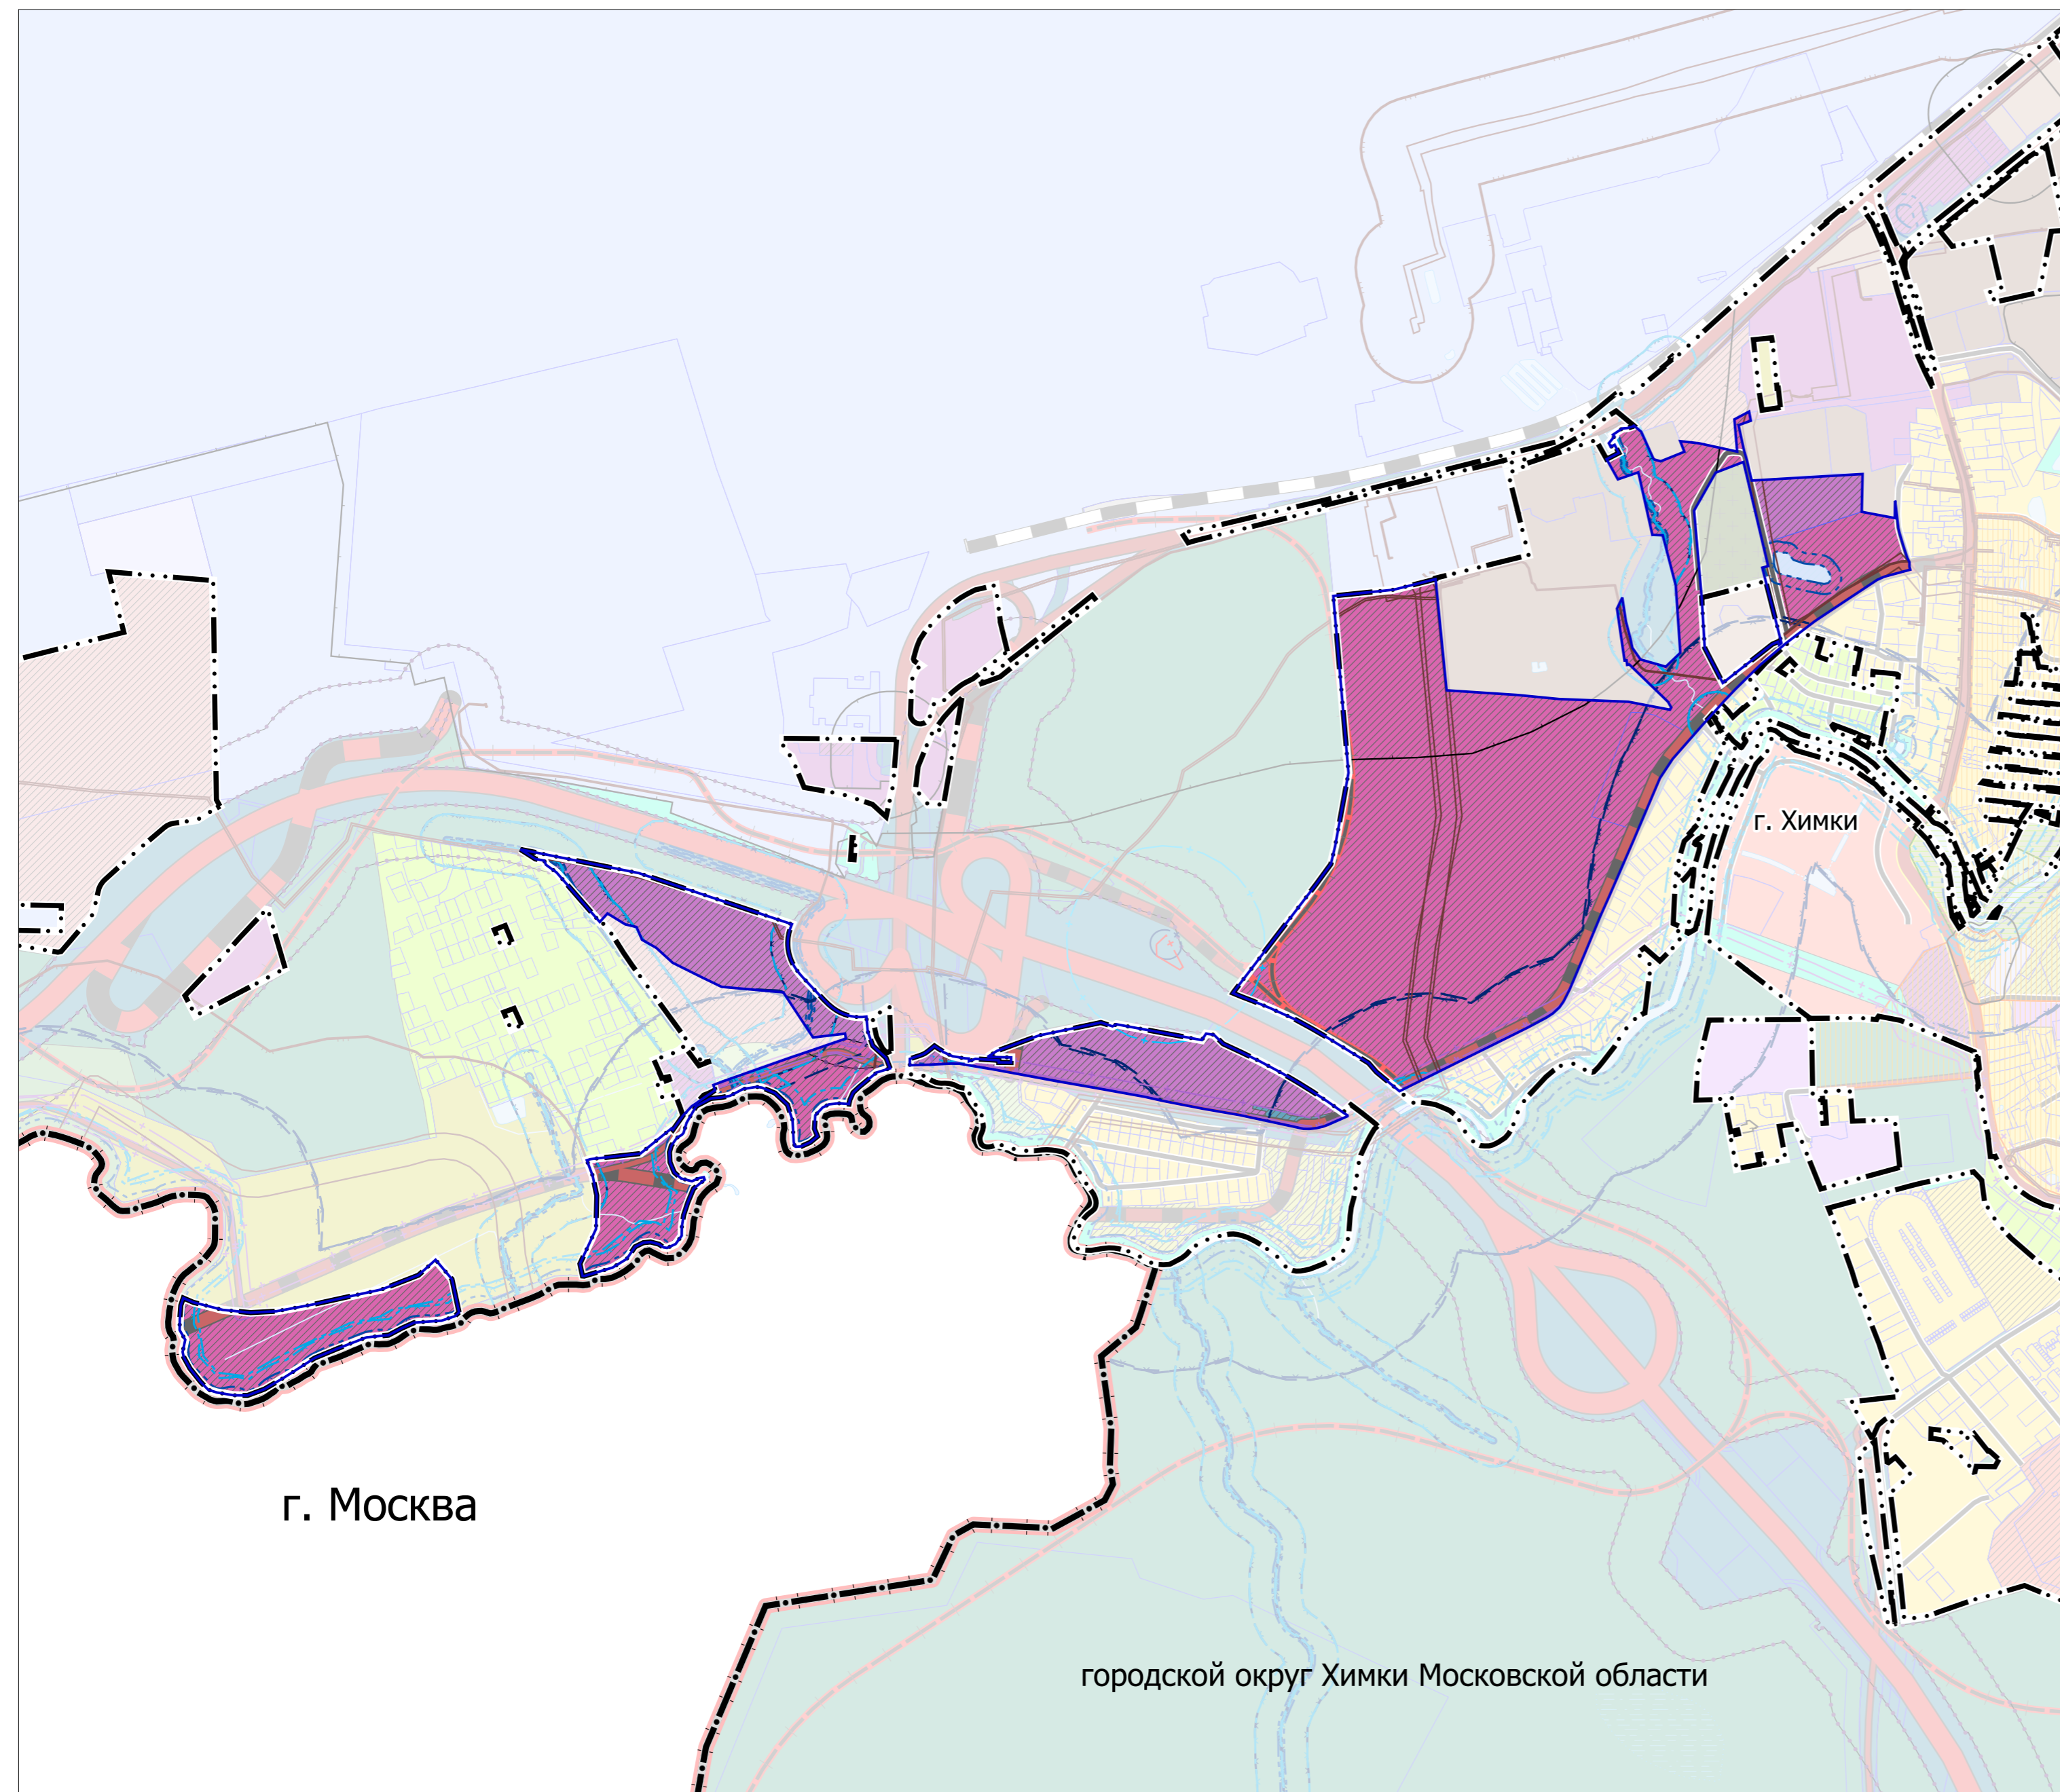 г. Химки
г. Москва
городской округ Химки Московской области